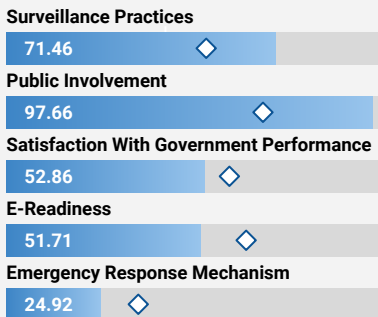 Surveillance Practices
71.46
Public Involvement
97.66
Satisfaction With Government Performance
52.86
E-Readiness
51.71
Emergency Response Mechanism
24.92